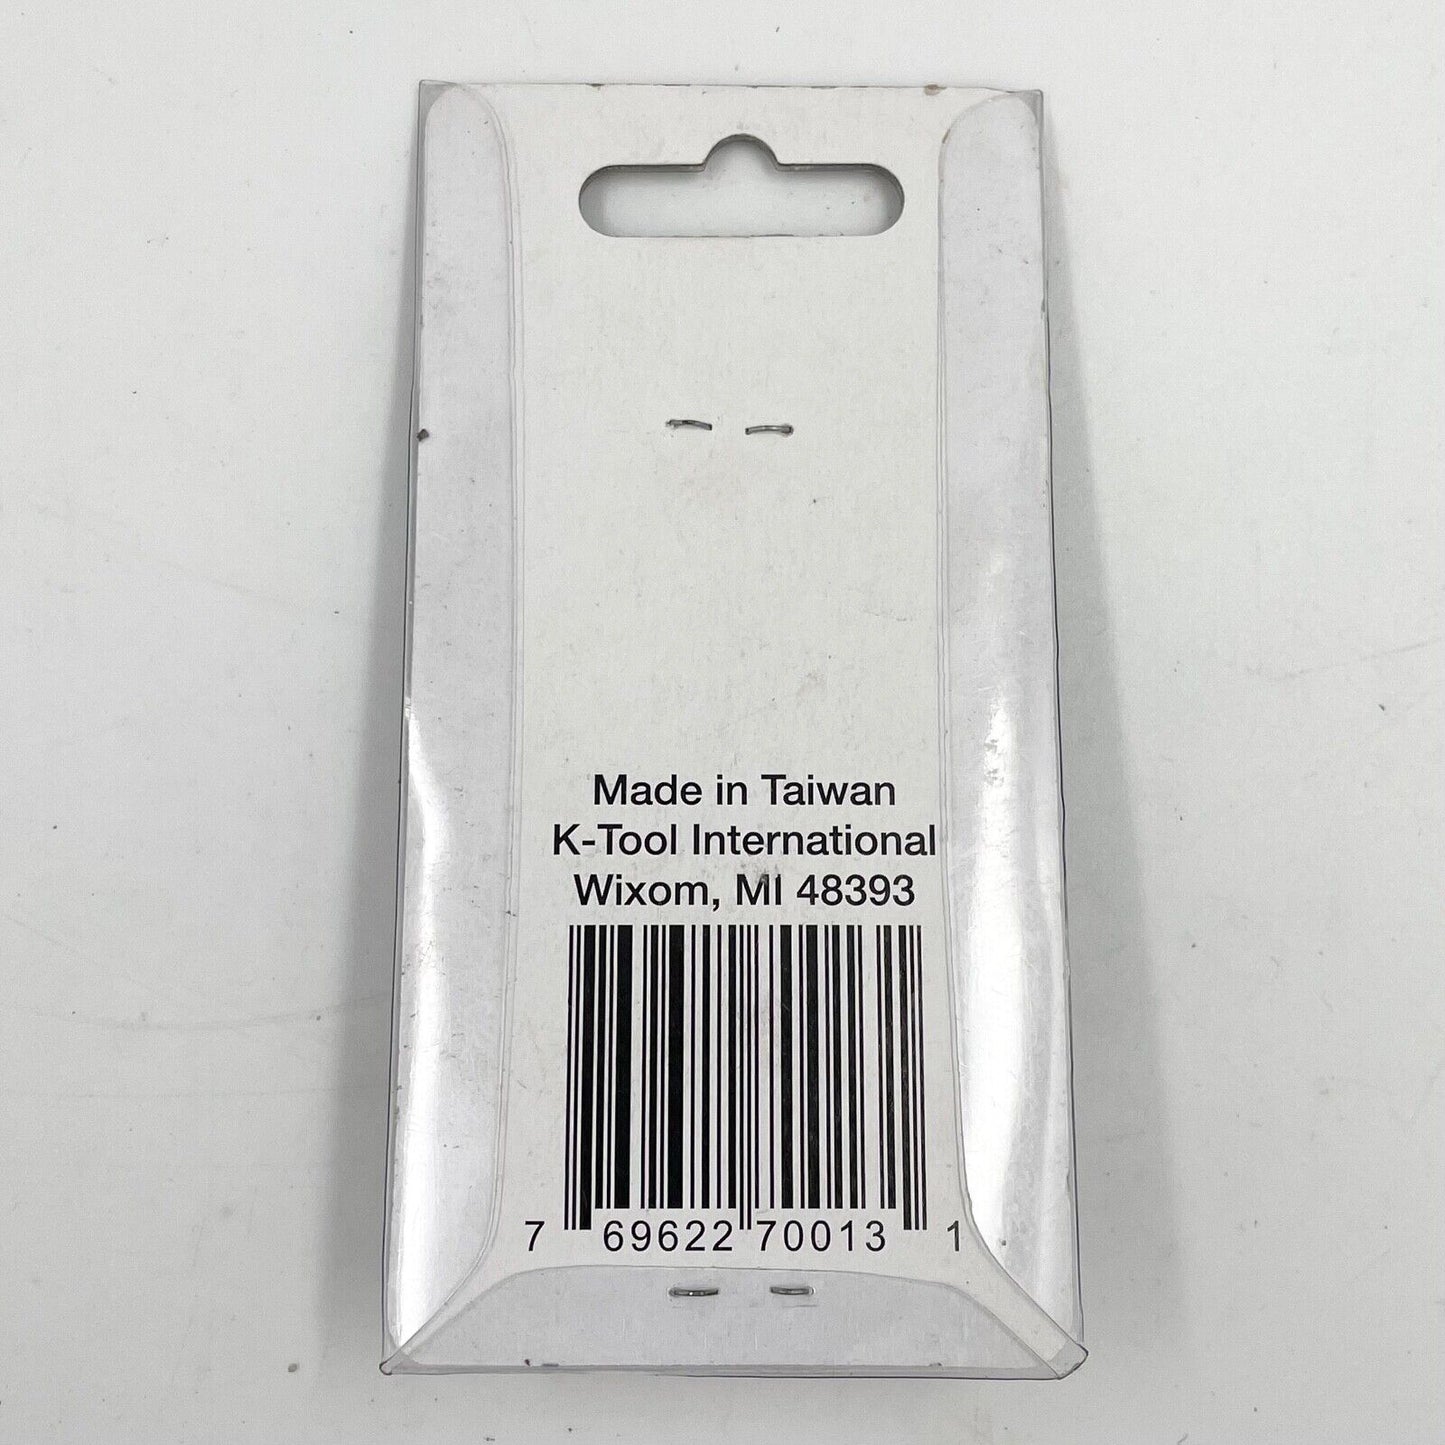 Made in Taiwan
K-Tool International
Wixom, MI 48393
7 69622 70013 1